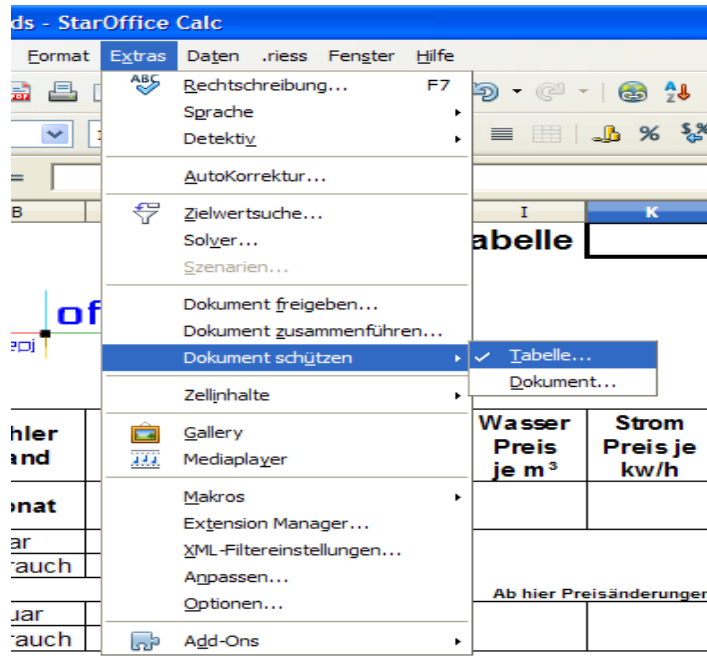 ds - StarOffice Calc
Format Extras Daten .riess Fenster Hilfe
ABC Rechtschreibung... F7
Sprache
Detektiv
AutoKorrektur...
Zielwertsuche...
Solver...
Szenarien...
Dokument freigeben...
Dokument zusammenführen...
Dokument schützen
Tabelle...
Dokument...
Zellinhalte
Gallery
Mediaplayer
Makros
Extension Manager...
XML-Filtereinstellungen...
Anpassen...
Optionen...
Add-Ons
%
=
B I K
abelle
of
hler
and
Wasser
Preis
je m³
Strom
Preis je
kw/h
onat
ar
rauch
Ab hier Preisänderunger
uar
rauch